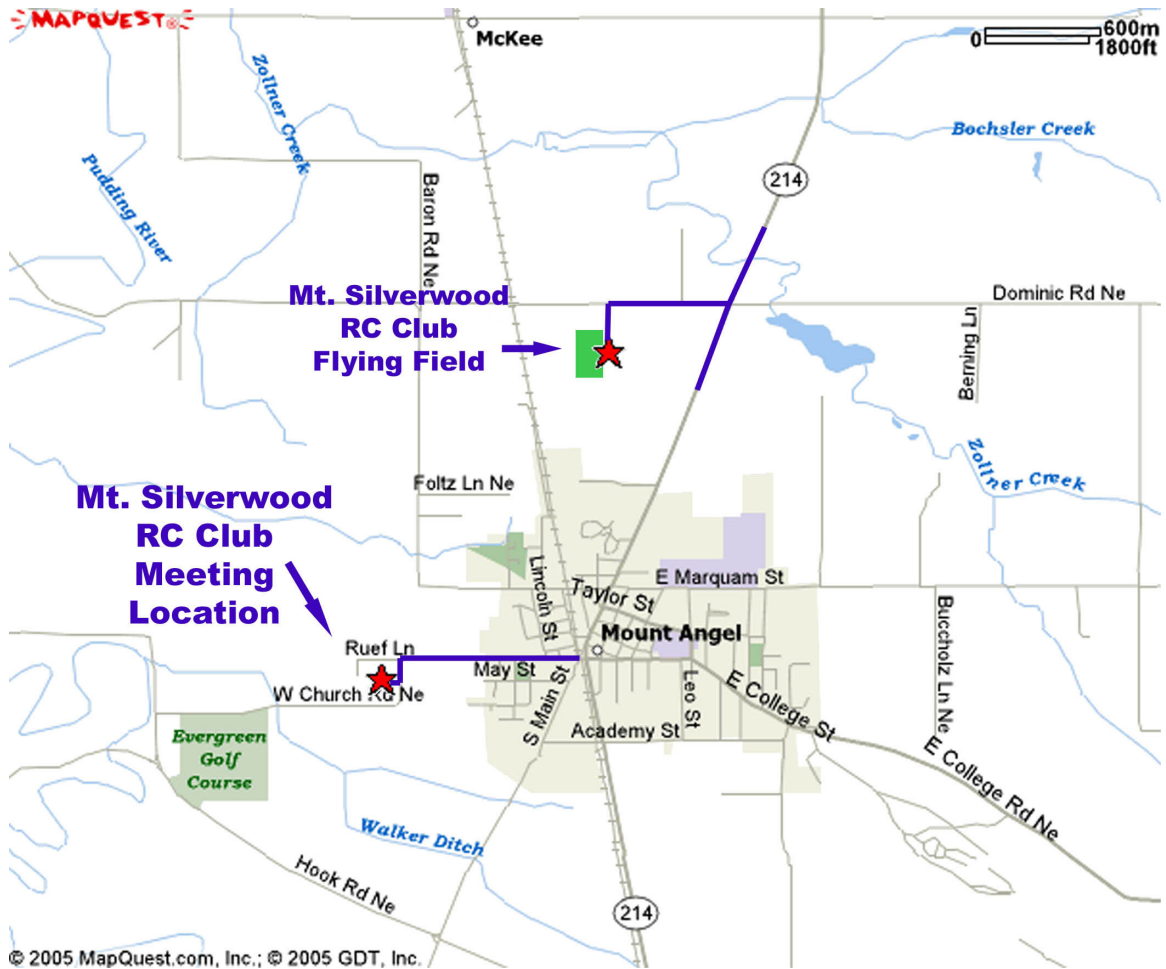 MAPQUEST
McKee
600m
0
1800ft
Zollner Creek
Bochsler Creek
Pudding River
214
Baron Rd Ne
Dominic Rd Ne
Mt. Silverwood
RC Club
Flying Field
Berning Ln
Foltz Ln Ne
Zollner Creek
Mt. Silverwood
RC Club
Meeting
Location
Lincoln St
Taylor St
E Marquam St
Mount Angel
Buccholz Ln Ne
Ruef Ln
May St
W Church Rd Ne
S Main St
Leo St
E College St
Academy St
Evergreen
Golf
Course
E College Rd Ne
Walker Ditch
Hook Rd Ne
214
© 2005 MapQuest.com, Inc.; © 2005 GDT, Inc.